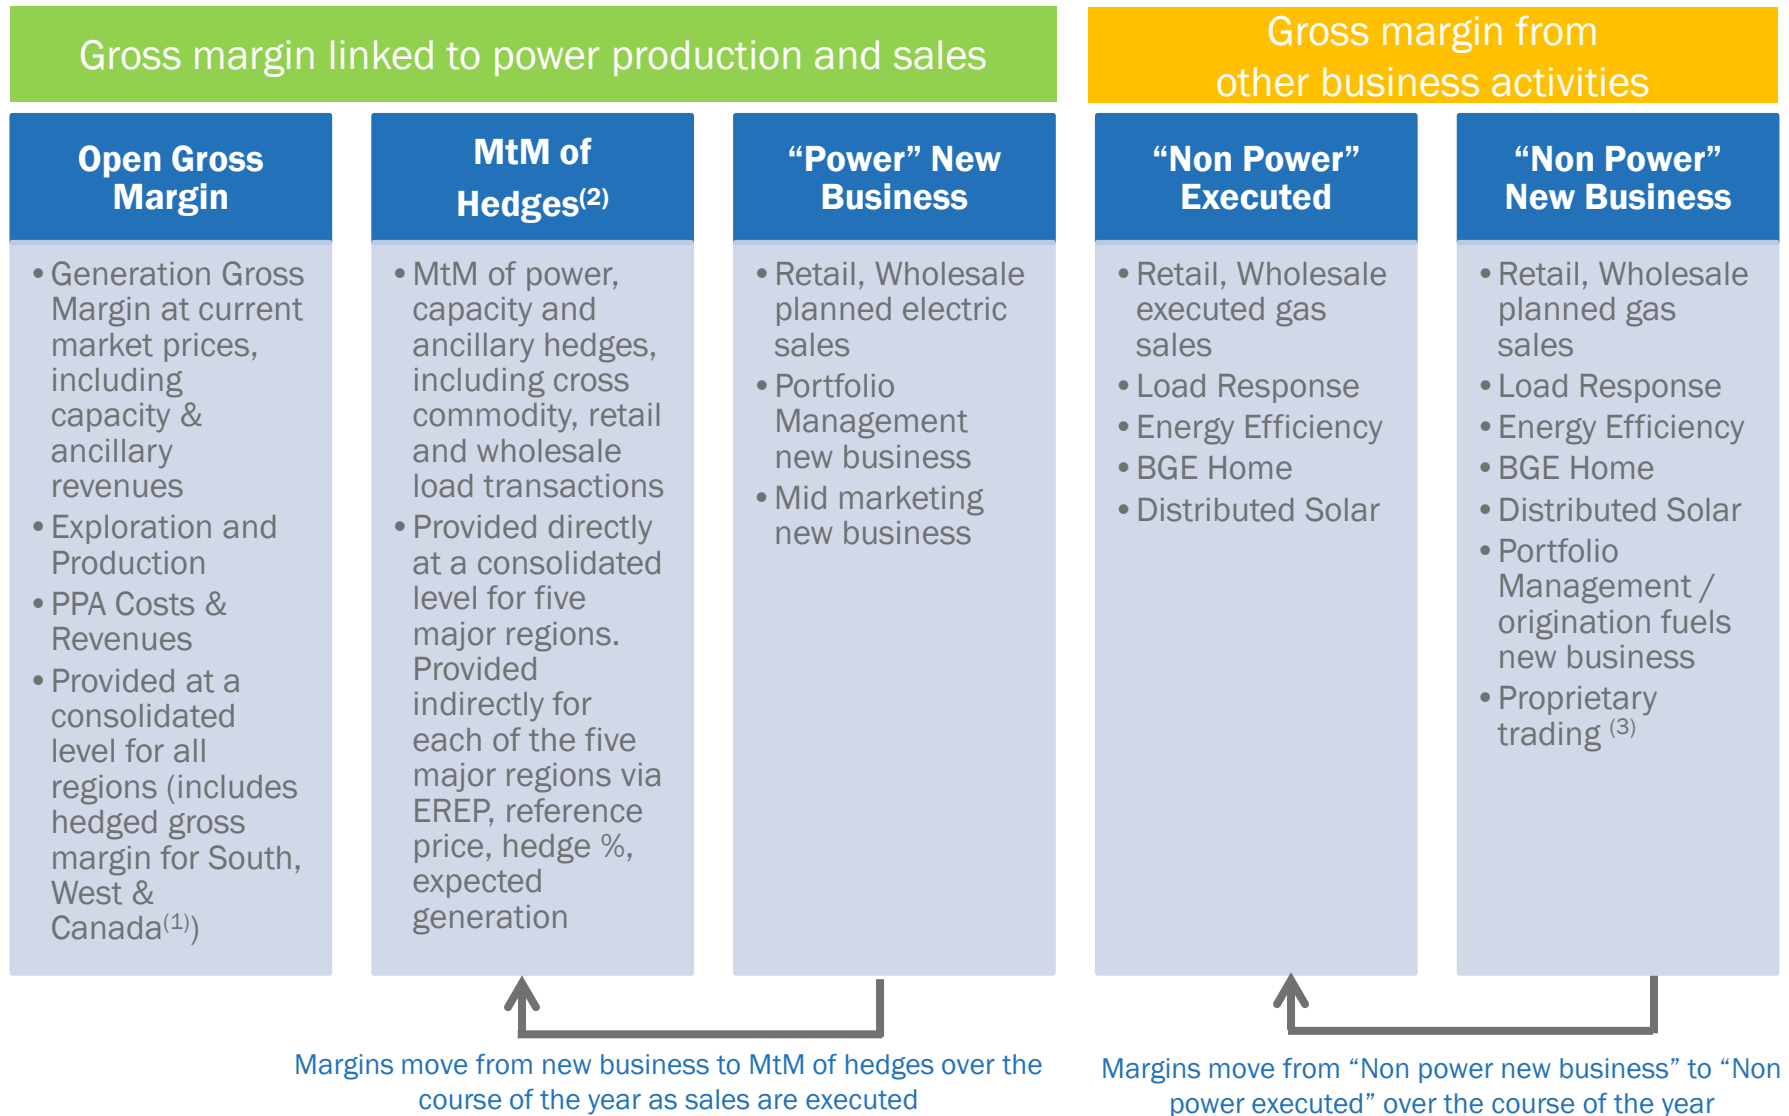 Gross margin linked to power production and sales
Gross margin from
other business activities
Open Gross
Margin
• Generation Gross
Margin at current
market prices,
including
capacity &
ancillary
revenues
• Exploration and
Production
• PPA Costs &
Revenues
• Provided at a
consolidated
level for all
regions (includes
hedged gross
margin for South,
West &
Canada(1))
MtM of
Hedges(2)
• MtM of power,
capacity and
ancillary hedges,
including cross
commodity, retail
and wholesale
load transactions
• Provided directly
at a consolidated
level for five
major regions.
Provided
indirectly for
each of the five
major regions via
EREP, reference
price, hedge %,
expected
generation
“Power” New
Business
• Retail, Wholesale
planned electric
sales
• Portfolio
Management
new business
• Mid marketing
new business
“Non Power”
Executed
• Retail, Wholesale
executed gas
sales
• Load Response
• Energy Efficiency
• BGE Home
• Distributed Solar
“Non Power”
New Business
• Retail, Wholesale
planned gas
sales
• Load Response
• Energy Efficiency
• BGE Home
• Distributed Solar
• Portfolio
Management /
origination fuels
new business
• Proprietary
trading (3)
Margins move from new business to MtM of hedges over the
course of the year as sales are executed
Margins move from “Non power new business” to “Non
power executed” over the course of the year